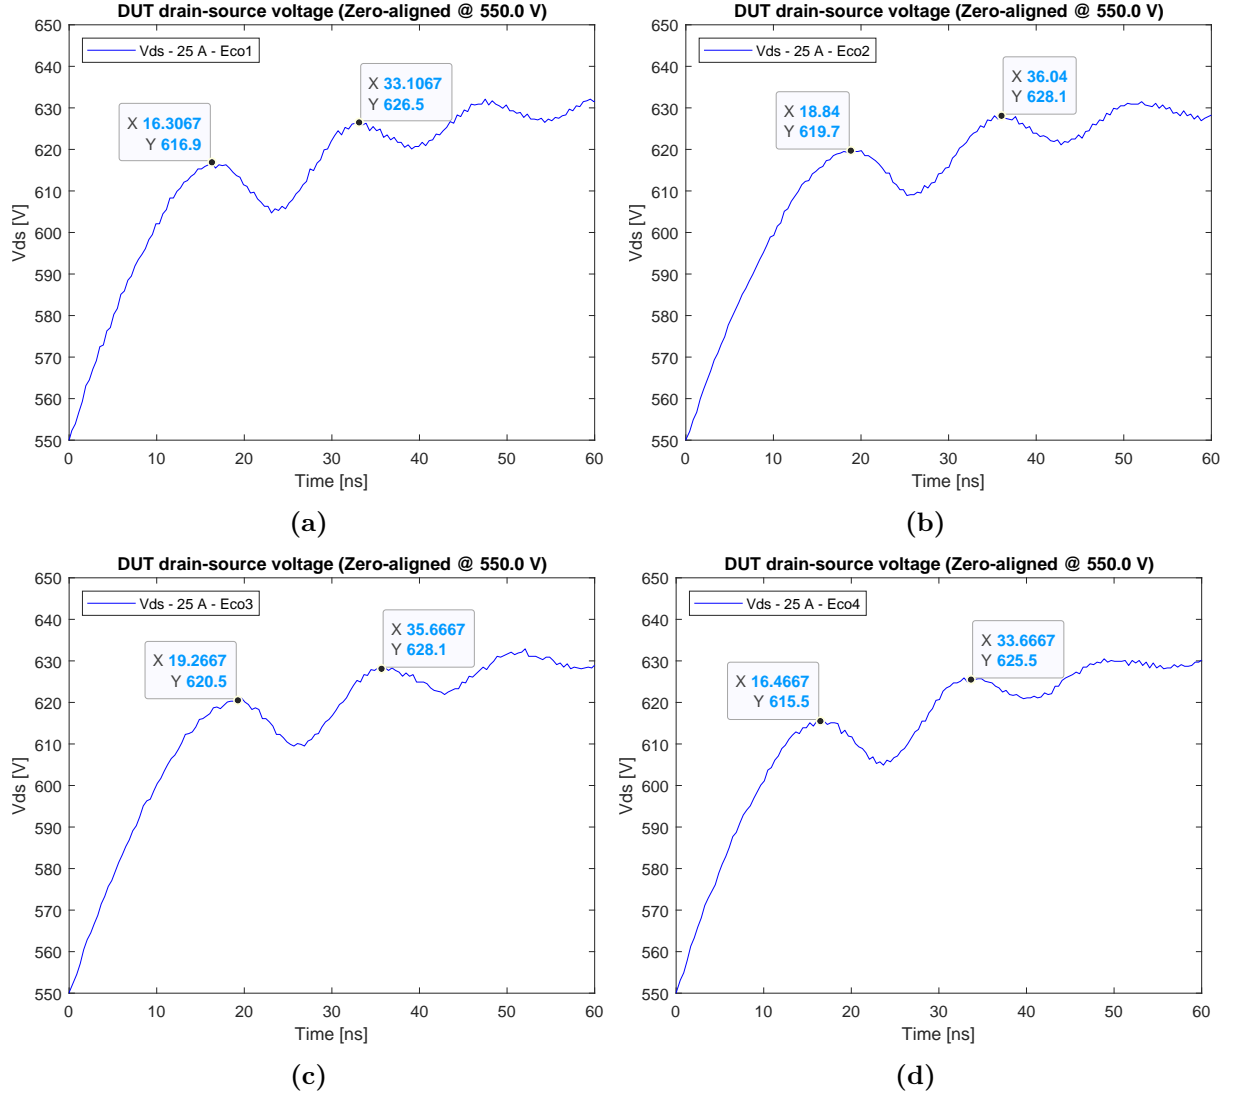 DUT drain-source voltage (Zero-aligned @ 550.0 V)
Vds - 25 A - Eco1
X 16.3067
Y 616.9
X 33.1067
Y 626.5
650
640
630
620
610
600
590
580
570
560
550
Vds [V]
0 10 20 30 40 50 60
Time [ns]
(a)
DUT drain-source voltage (Zero-aligned @ 550.0 V)
Vds - 25 A - Eco2
X 18.84
Y 619.7
X 36.04
Y 628.1
650
640
630
620
610
600
590
580
570
560
550
Vds [V]
0 10 20 30 40 50 60
Time [ns]
(b)
DUT drain-source voltage (Zero-aligned @ 550.0 V)
Vds - 25 A - Eco3
X 19.2667
Y 620.5
X 35.6667
Y 628.1
650
640
630
620
610
600
590
580
570
560
550
Vds [V]
0 10 20 30 40 50 60
Time [ns]
(c)
DUT drain-source voltage (Zero-aligned @ 550.0 V)
Vds - 25 A - Eco4
X 16.4667
Y 615.5
X 33.6667
Y 625.5
650
640
630
620
610
600
590
580
570
560
550
Vds [V]
0 10 20 30 40 50 60
Time [ns]
(d)